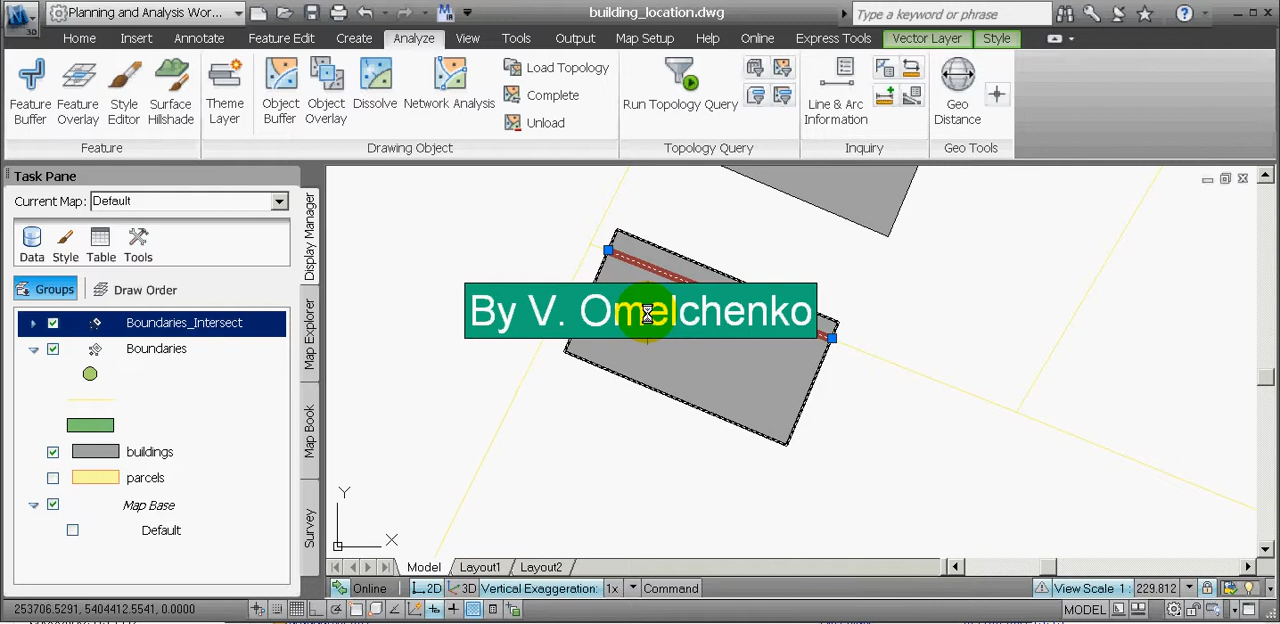 Planning and Analysis Wor...
building_location.dwg
Type a keyword or phrase
3D
Home Insert Annotate Feature Edit Create Analyze View Tools Output Map Setup Help Online Express Tools Vector Layer Style
Feature Buffer
Feature Overlay
Style Editor
Surface Hillshade
Theme Layer
Object Buffer
Object Overlay
Dissolve
Network Analysis
Load Topology
Complete
Unload
Run Topology Query
Line & Arc Information
Geo Distance
Feature
Drawing Object
Topology Query
Inquiry
Geo Tools
Task Pane
Current Map: Default
Data Style Table Tools
Groups Draw Order
Boundaries_Intersect
Boundaries
buildings
parcels
Map Base
Default
Display Manager
Map Explorer
Map Book
Survey
By V. Omelchenko
Y
X
Model Layout1 Layout2
Online 2D 3D Vertical Exaggeration: 1x Command
View Scale 1: 229.812
253706.5291, 5404412.5541, 0.0000
MODEL